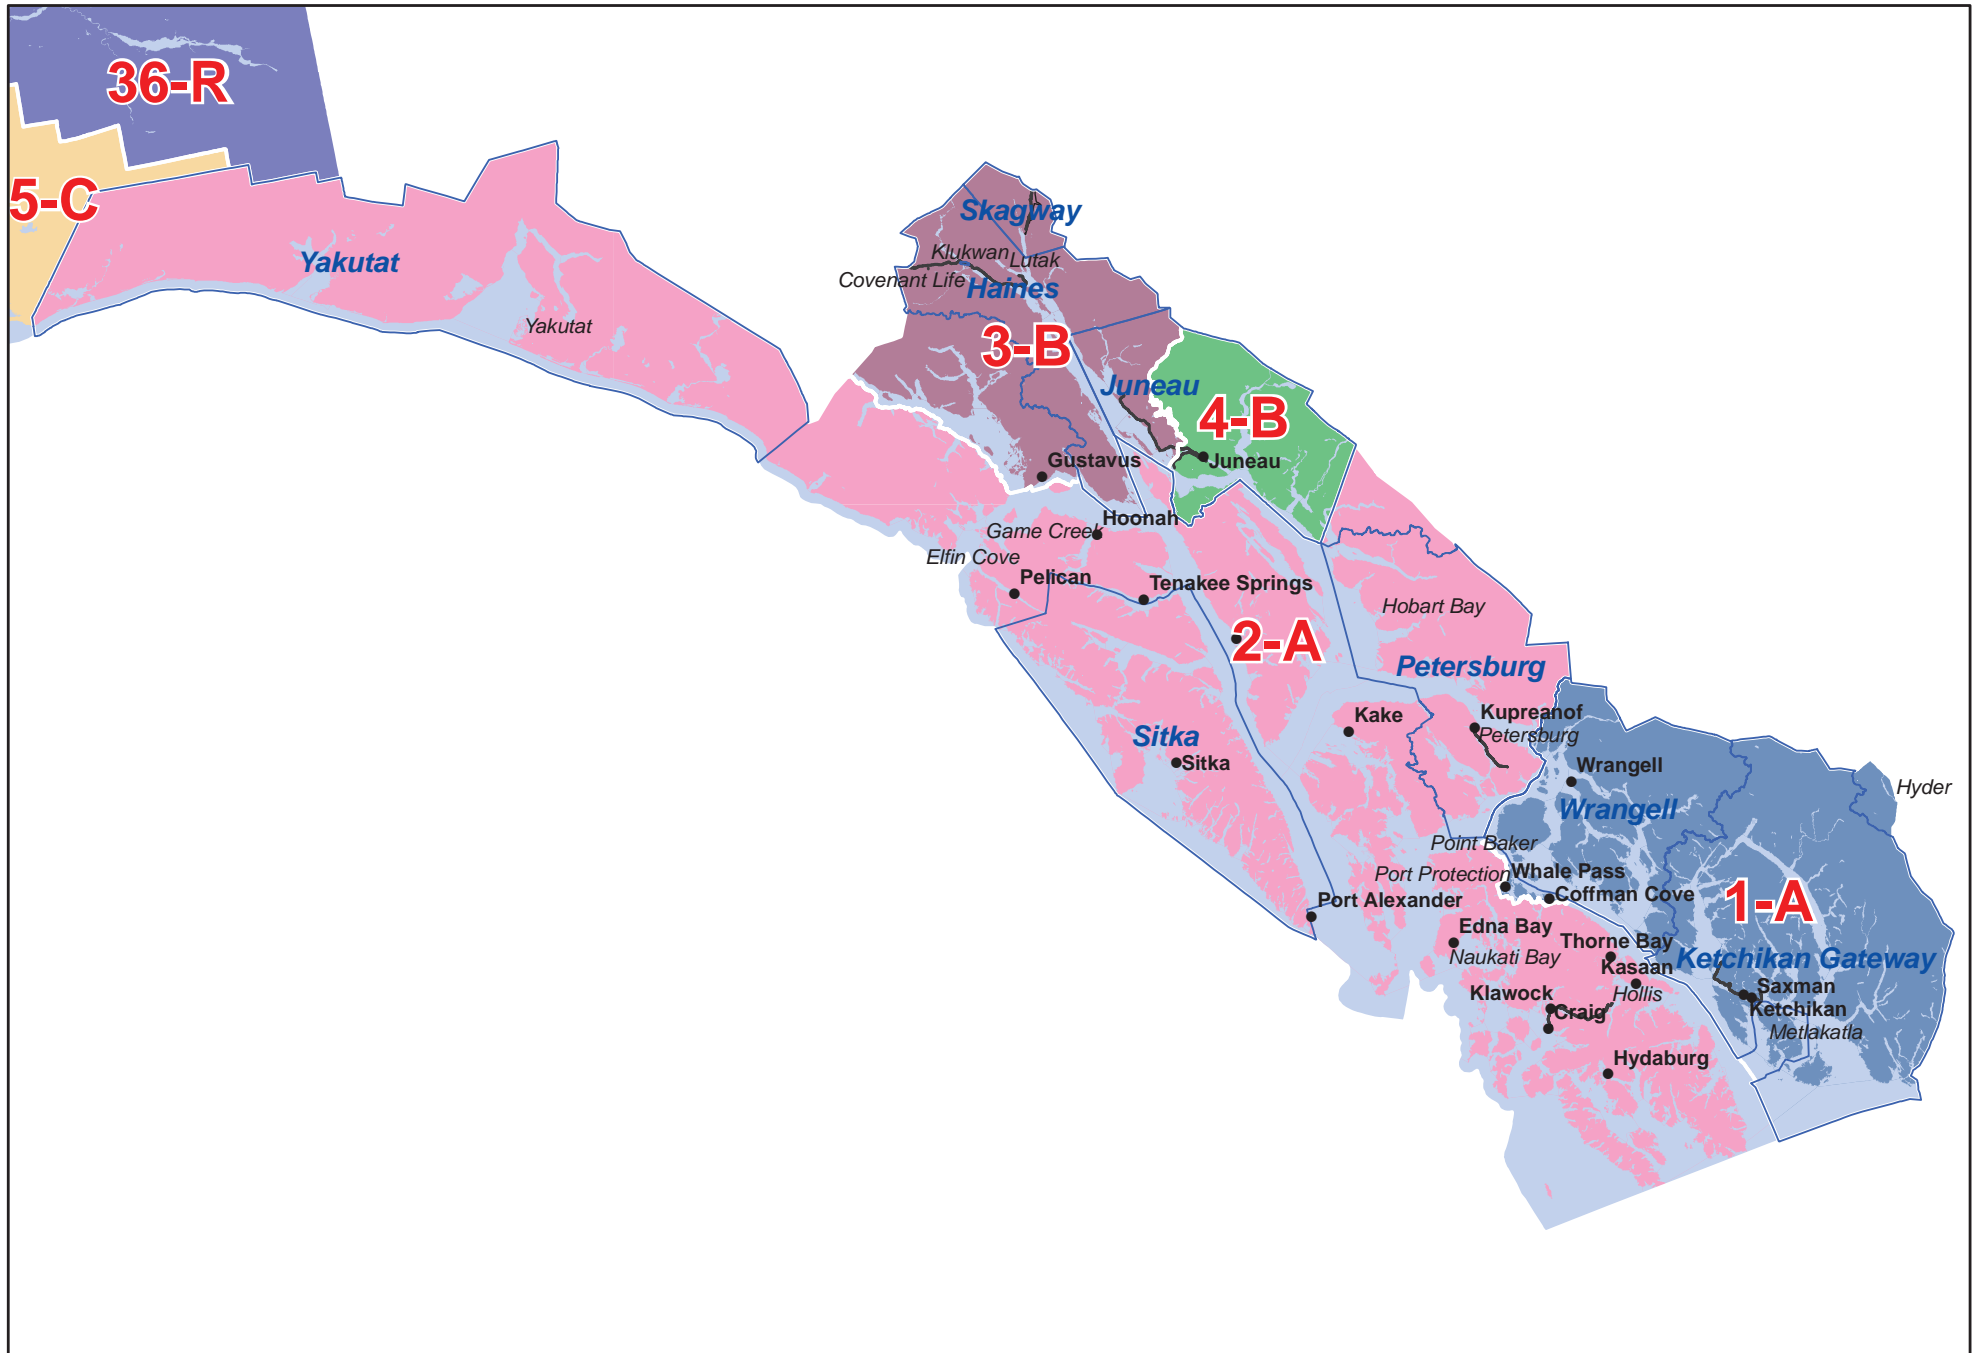 36-R
5-C
Yakutat
Yakutat
Skagway
Klukwan
Lutak
Covenant Life
Haines
3-B
Juneau
4-B
Juneau
Gustavus
Hoonah
Game Creek
Elfin Cove
Pelican
Tenakee Springs
Hobart Bay
2-A
Petersburg
Kake
Kupreanof
Petersburg
Sitka
Sitka
Wrangell
Hyder
Wrangell
Point Baker
Port Protection
Whale Pass
Coffman Cove
Port Alexander
1-A
Edna Bay
Thorne Bay
Naukati Bay
Ketchikan Gateway
Kasaan
Klawock
Hollis
Saxman
Craig
Ketchikan
Metlakatla
Hydaburg